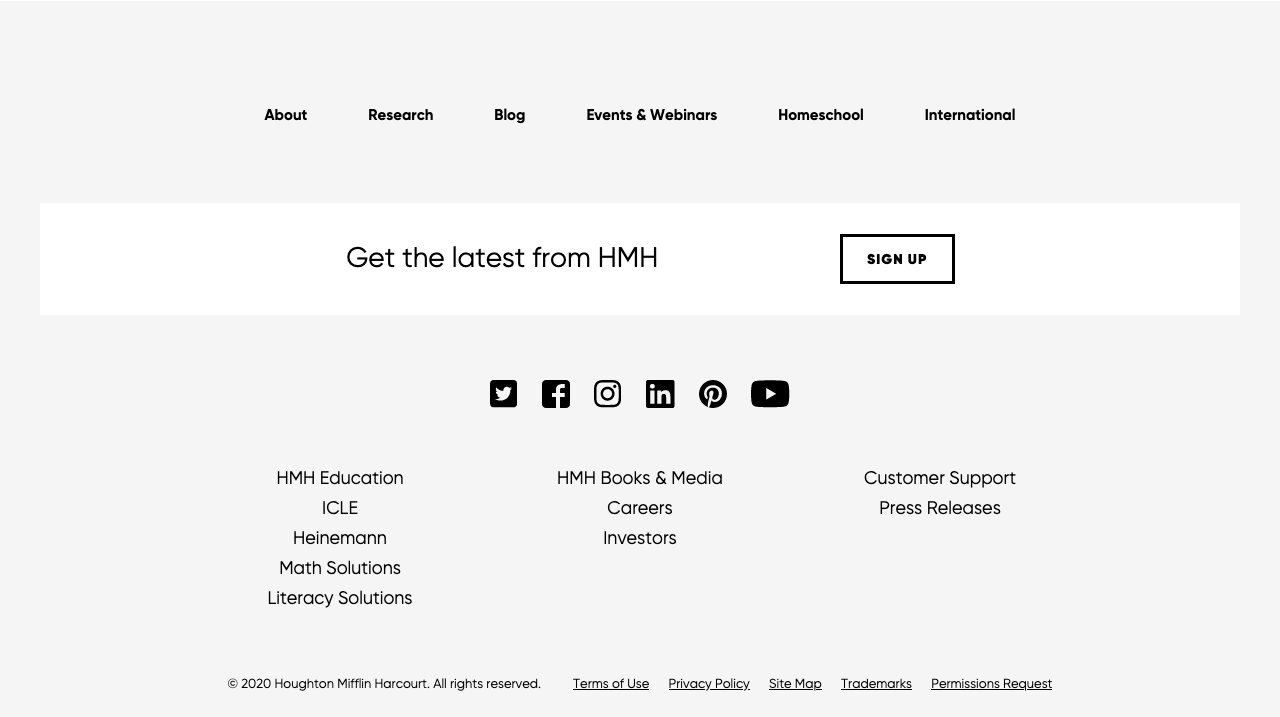 About Research Blog Events & Webinars Homeschool International
Get the latest from HMH SIGN UP
HMH Education
ICLE
Heinemann
Math Solutions
Literacy Solutions
HMH Books & Media
Careers
Investors
Customer Support
Press Releases
© 2020 Houghton Mifflin Harcourt. All rights reserved. Terms of Use Privacy Policy Site Map Trademarks Permissions Request